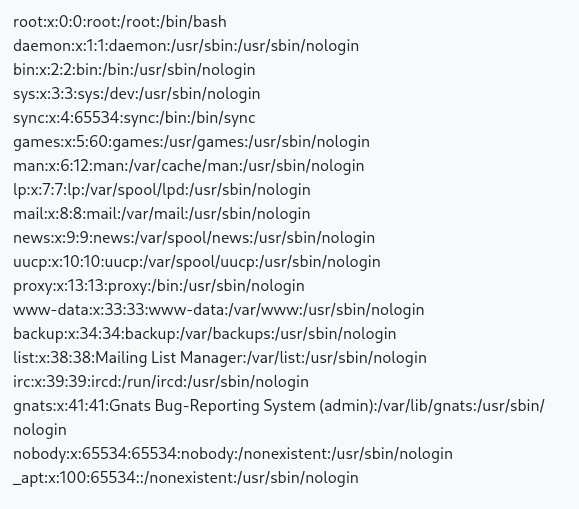 root:x:0:0:root:/root:/bin/bash
daemon:x:1:1:daemon:/usr/sbin:/usr/sbin/nologin
bin:x:2:2:bin:/bin:/usr/sbin/nologin
sys:x:3:3:sys:/dev:/usr/sbin/nologin
sync:x:4:65534:sync:/bin:/bin/sync
games:x:5:60:games:/usr/games:/usr/sbin/nologin
man:x:6:12:man:/var/cache/man:/usr/sbin/nologin
lp:x:7:7:lp:/var/spool/lpd:/usr/sbin/nologin
mail:x:8:8:mail:/var/mail:/usr/sbin/nologin
news:x:9:9:news:/var/spool/news:/usr/sbin/nologin
uucp:x:10:10:uucp:/var/spool/uucp:/usr/sbin/nologin
proxy:x:13:13:proxy:/bin:/usr/sbin/nologin
www-data:x:33:33:www-data:/var/www:/usr/sbin/nologin
backup:x:34:34:backup:/var/backups:/usr/sbin/nologin
list:x:38:38:Mailing List Manager:/var/list:/usr/sbin/nologin
irc:x:39:39:ircd:/run/ircd:/usr/sbin/nologin
gnats:x:41:41:Gnats Bug-Reporting System (admin):/var/lib/gnats:/usr/sbin/
nologin
nobody:x:65534:65534:nobody:/nonexistent:/usr/sbin/nologin
_apt:x:100:65534::/nonexistent:/usr/sbin/nologin